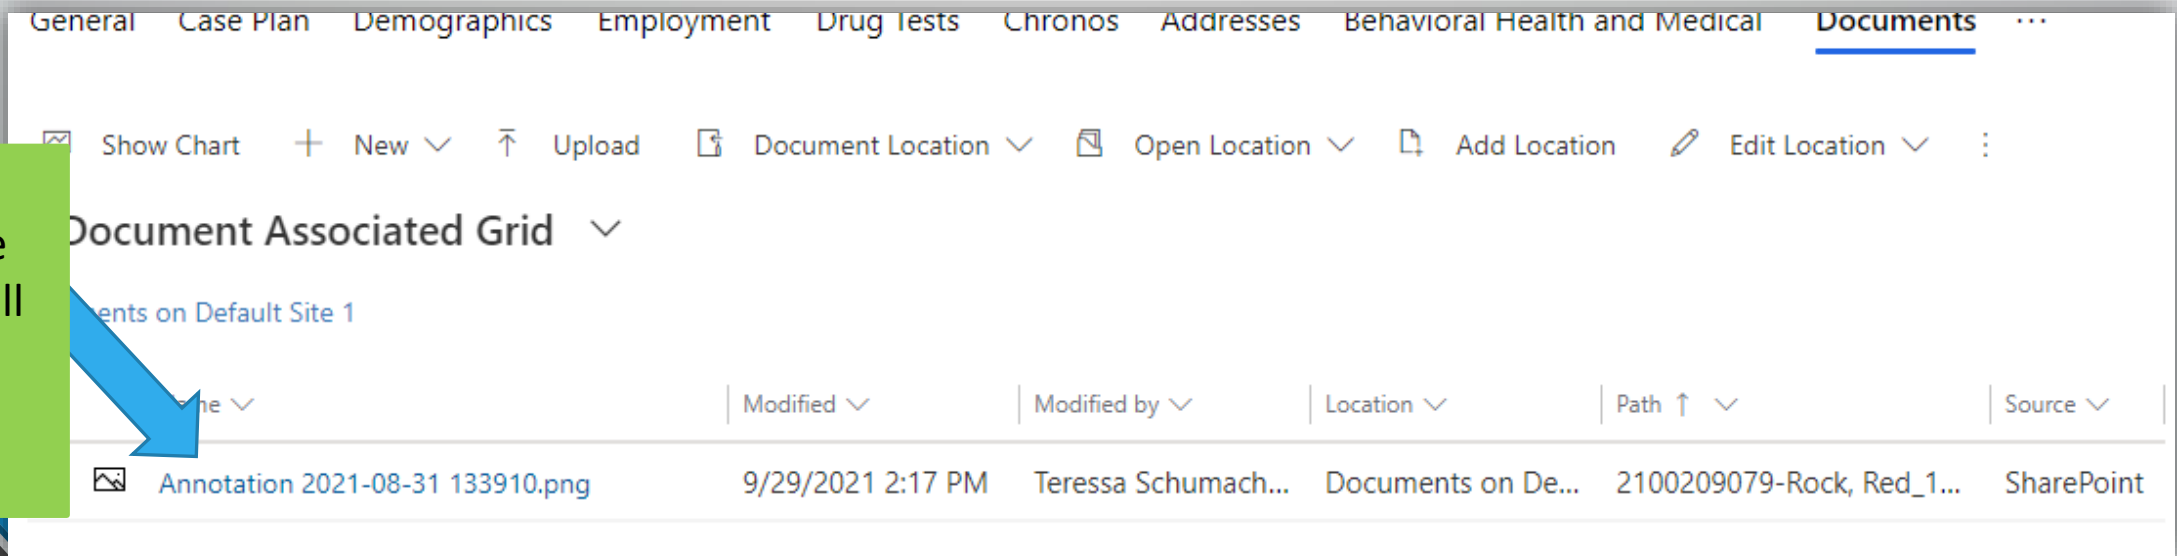 General Case Plan Demographics Employment Drug Tests Chronos Addresses Behavioral Health and Medical Documents ...
Show Chart New Upload Document Location Open Location Add Location Edit Location
Document Associated Grid
ents on Default Site 1
ll
Modified Modified by Location Path ↑ Source
Annotation 2021-08-31 133910.png 9/29/2021 2:17 PM Teressa Schumach... Documents on De... 2100209079-Rock, Red_1... SharePoint